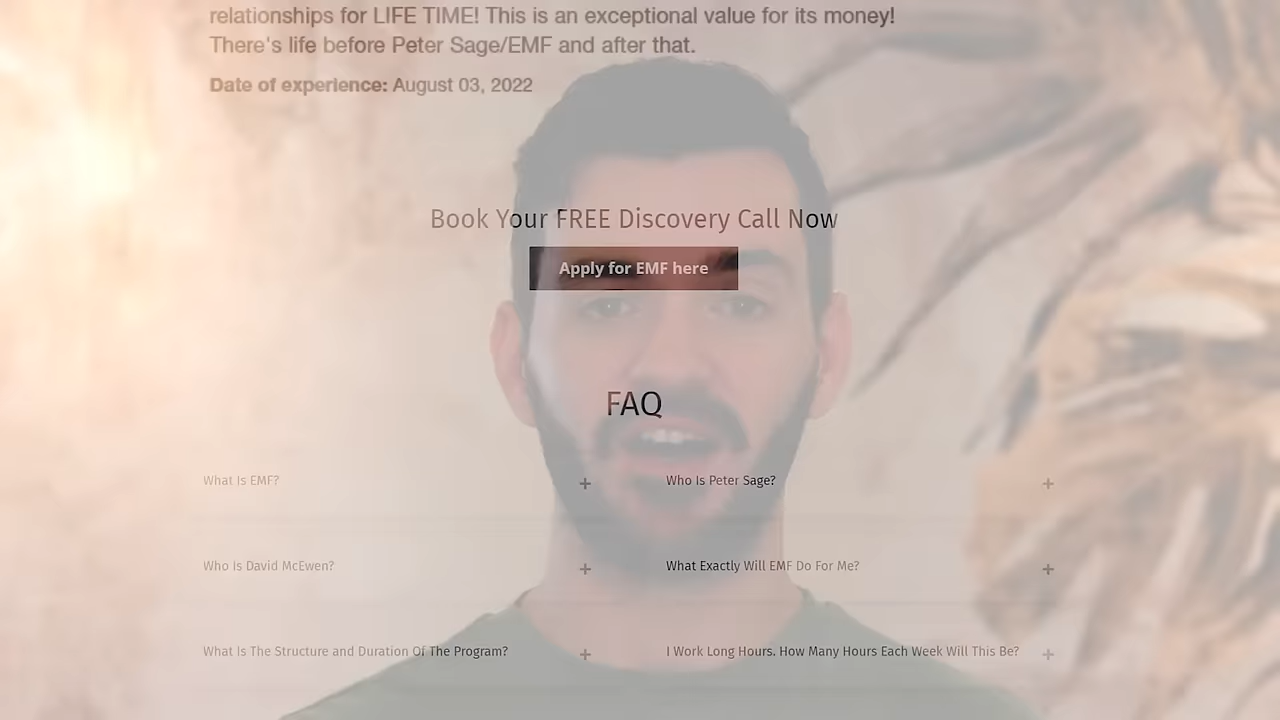 relationships for LIFE TIME! This is an exceptional value for its money!
There's life before Peter Sage/EMF and after that.
Date of experience: August 03, 2022
Book Your FREE Discovery Call Now
Apply for EMF here
FAQ
What Is EMF? +
Who Is Peter Sage? +
Who Is David McEwen? +
What Exactly Will EMF Do For Me? +
What Is The Structure and Duration Of The Program? +
I Work Long Hours. How Many Hours Each Week Will This Be? +